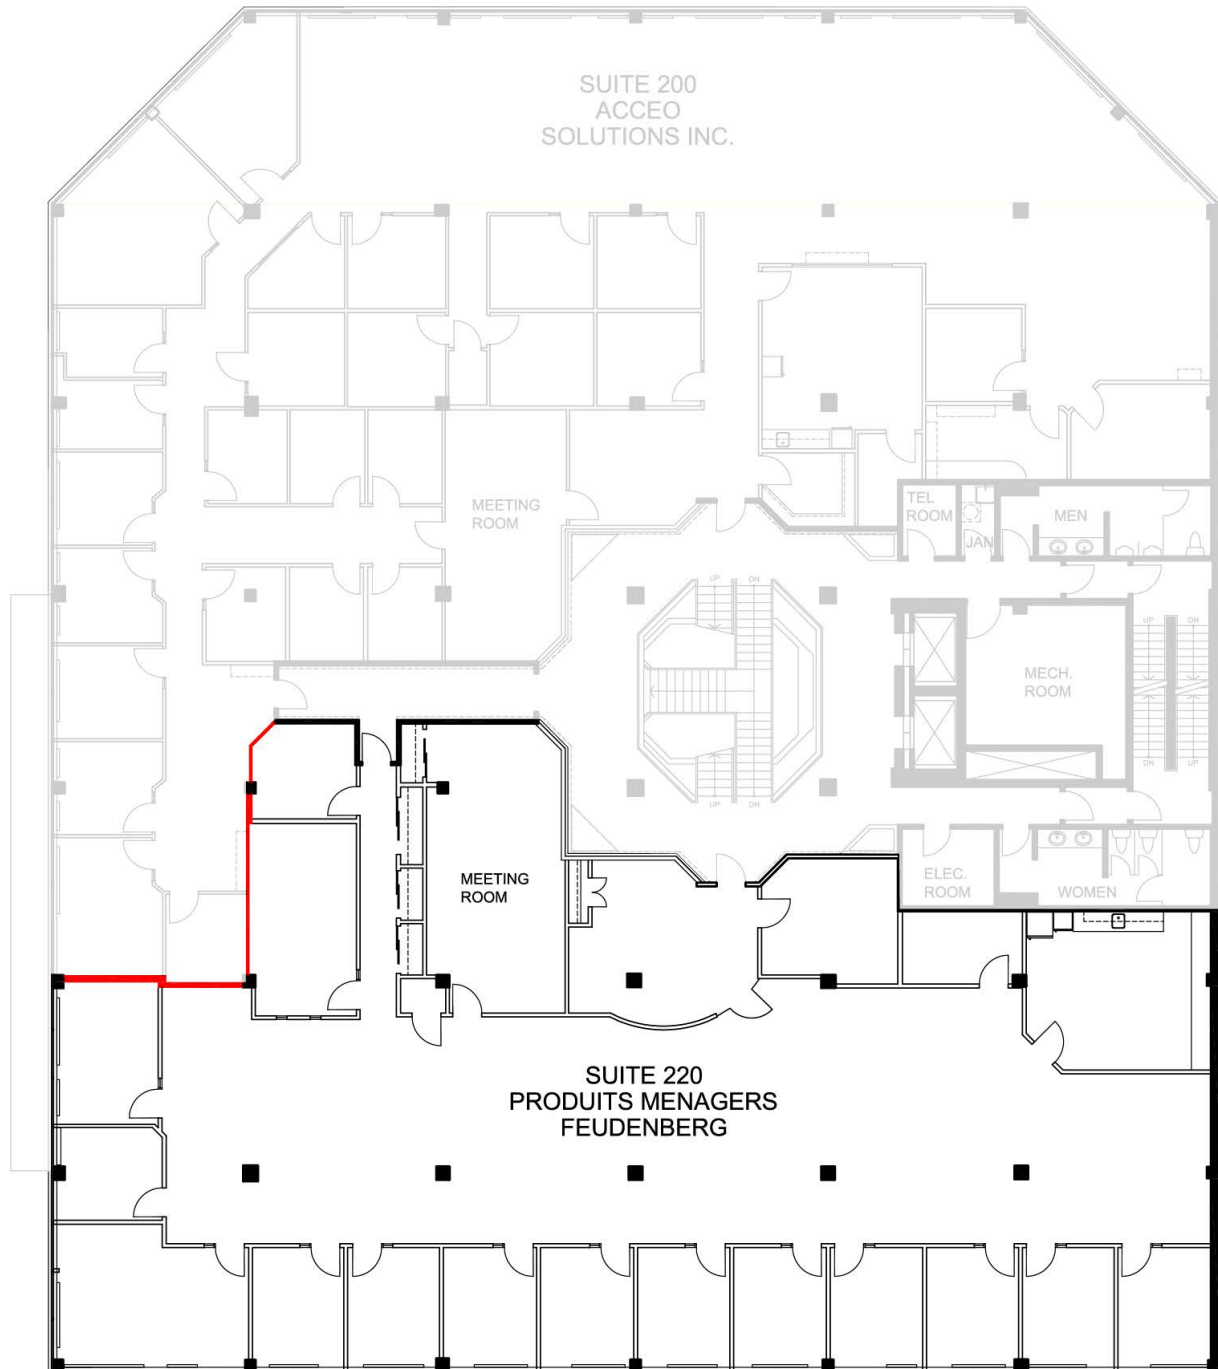 SUITE 200
ACCEO
SOLUTIONS INC.
MEETING
ROOM
TEL
ROOM
JAN
MEN
UP
DN
UP
DN
MECH.
ROOM
DN
UP
UP
DN
MEETING
ROOM
ELEC.
ROOM
WOMEN
SUITE 220
PRODUITS MENAGERS
FEUDENBERG